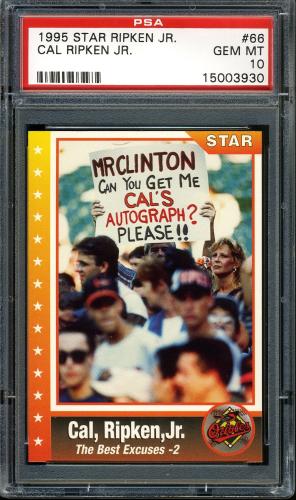 PSA
1995 STAR RIPKEN JR. #66
CAL RIPKEN JR. GEM MT
10
15003930
STAR
MR CLINTON
CAN YOU GET ME
CAL'S
AUTOGRAPH?
PLEASE!!
Cal, Ripken, Jr.
The Best Excuses -2
Orioles